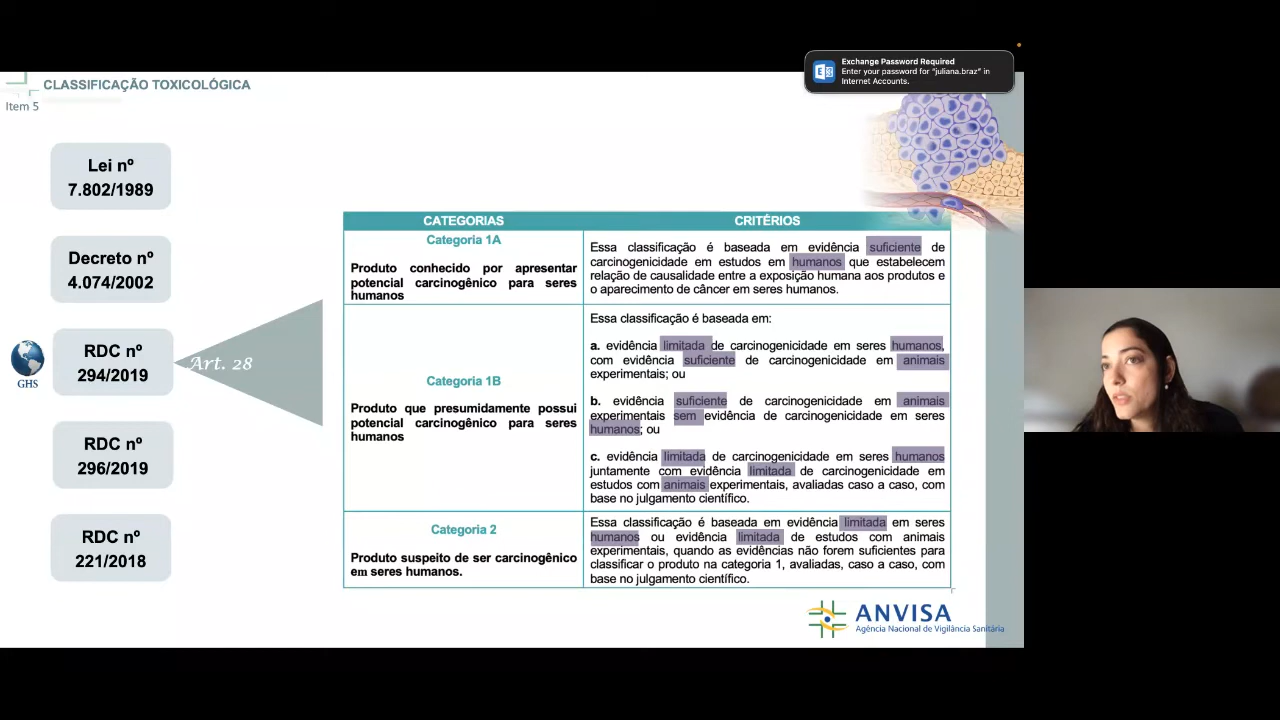 Exchange Password Required
Enter your password for "juliana.braz" in
Internet Accounts.
CLASSIFICAÇÃO TOXICOLÓGICA
Item 5
Lei nº
7.802/1989
Decreto nº
4.074/2002
GHS
RDC nº
294/2019
Art. 28
RDC nº
296/2019
RDC nº
221/2018
CATEGORIAS
CRITÉRIOS
Categoria 1A
Produto conhecido por apresentar
potencial carcinogênico para seres
humanos
Essa classificação é baseada em evidência suficiente de
carcinogenicidade em estudos em humanos que estabelecem
relação de causalidade entre a exposição humana aos produtos e
o aparecimento de câncer em seres humanos.
Categoria 1B
Produto que presumidamente possui
potencial carcinogênico para seres
humanos
Essa classificação é baseada em:
a. evidência limitada de carcinogenicidade em seres humanos,
com evidência suficiente de carcinogenicidade em animais
experimentais; ou
b. evidência suficiente de carcinogenicidade em animais
experimentais sem evidência de carcinogenicidade em seres
humanos; ou
c. evidência limitada de carcinogenicidade em seres humanos
juntamente com evidência limitada de carcinogenicidade em
estudos com animais experimentais, avaliadas caso a caso, com
base no julgamento científico.
Categoria 2
Produto suspeito de ser carcinogênico
em seres humanos.
Essa classificação é baseada em evidência limitada em seres
humanos ou evidência limitada de estudos com animais
experimentais, quando as evidências não forem suficientes para
classificar o produto na categoria 1, avaliadas, caso a caso, com
base no julgamento científico.
ANVISA
Agência Nacional de Vigilância Sanitária